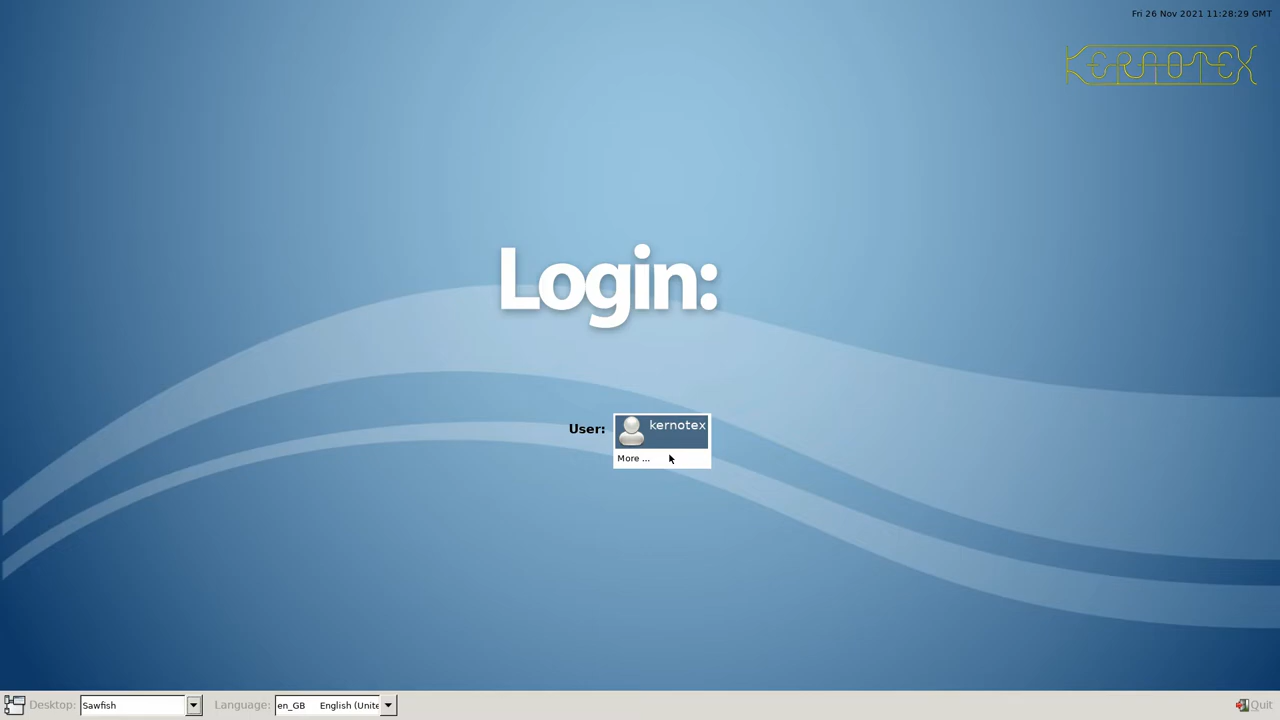 Fri 26 Nov 2021 11:28:29 GMT
KERNOTEX
Login:
User:
kernotex
More ...
Desktop: Sawfish Language: en_GB English (Unite Quit